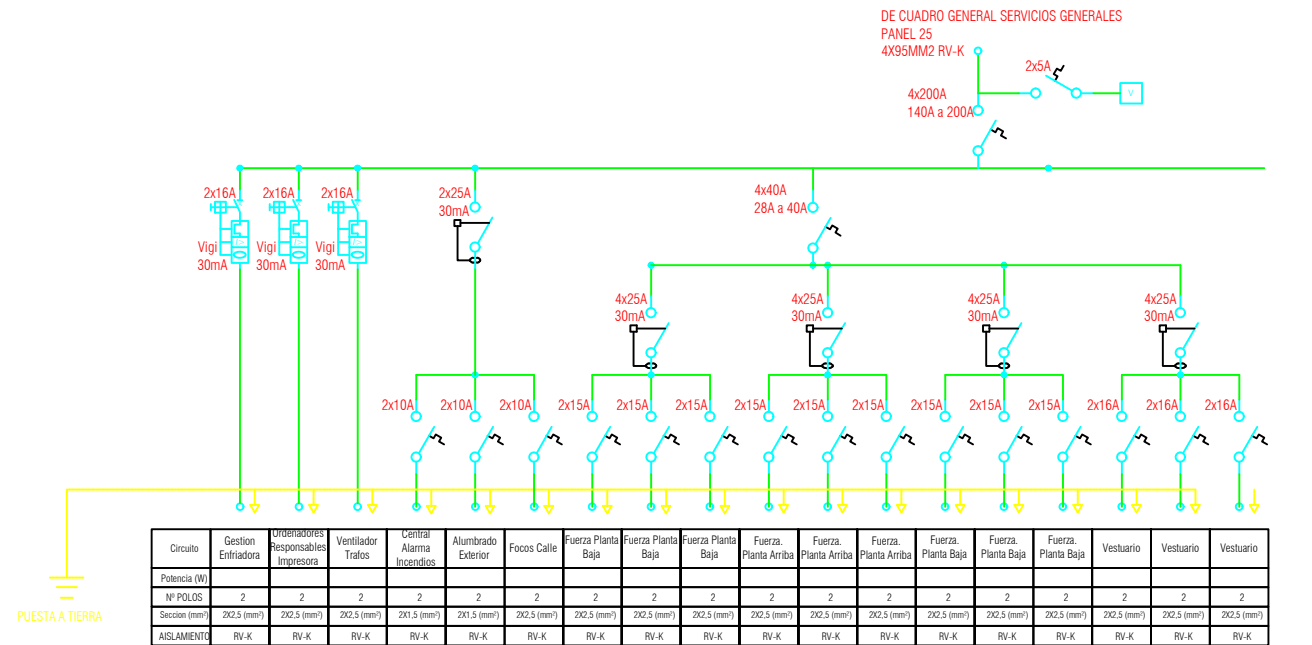 DE CUADRO GENERAL SERVICIOS GENERALES
PANEL 25
4X95MM2 RV-K
2x5A
V
4x200A
140A a 200A
2x16A 2x16A 2x16A 2x25A 4x40A
30mA 28A a 40A
Vigi Vigi Vigi
30mA 30mA 30mA
4x25A 4x25A 4x25A 4x25A
30mA 30mA 30mA 30mA
2x10A 2x10A 2x10A 2x15A 2x15A 2x15A 2x15A 2x15A 2x15A 2x15A 2x15A 2x15A 2x16A 2x16A 2x16A
PUESTA A TIERRA
Circuito
Gestion
Enfriadora
Ordenadores
Responsables
Impresora
Ventilador
Trafos
Central
Alarma
Incendios
Alumbrado
Exterior
Focos Calle
Fuerza Planta
Baja
Fuerza Planta
Baja
Fuerza Planta
Baja
Fuerza.
Planta Arriba
Fuerza.
Planta Arriba
Fuerza.
Planta Arriba
Fuerza.
Planta Baja
Fuerza.
Planta Baja
Fuerza.
Planta Baja
Vestuario
Vestuario
Vestuario
Potencia (W)
Nº POLOS 2 2 2 2 2 2 2 2 2 2 2 2 2 2 2 2 2 2
Seccion (mm²) 2X2,5 (mm²) 2X2,5 (mm²) 2X2,5 (mm²) 2X1,5 (mm²) 2X1,5 (mm²) 2X2,5 (mm²) 2X2,5 (mm²) 2X2,5 (mm²) 2X2,5 (mm²) 2X2,5 (mm²) 2X2,5 (mm²) 2X2,5 (mm²) 2X2,5 (mm²) 2X2,5 (mm²) 2X2,5 (mm²) 2X2,5 (mm²) 2X2,5 (mm²) 2X2,5 (mm²)
AISLAMIENTO RV-K RV-K RV-K RV-K RV-K RV-K RV-K RV-K RV-K RV-K RV-K RV-K RV-K RV-K RV-K RV-K RV-K RV-K